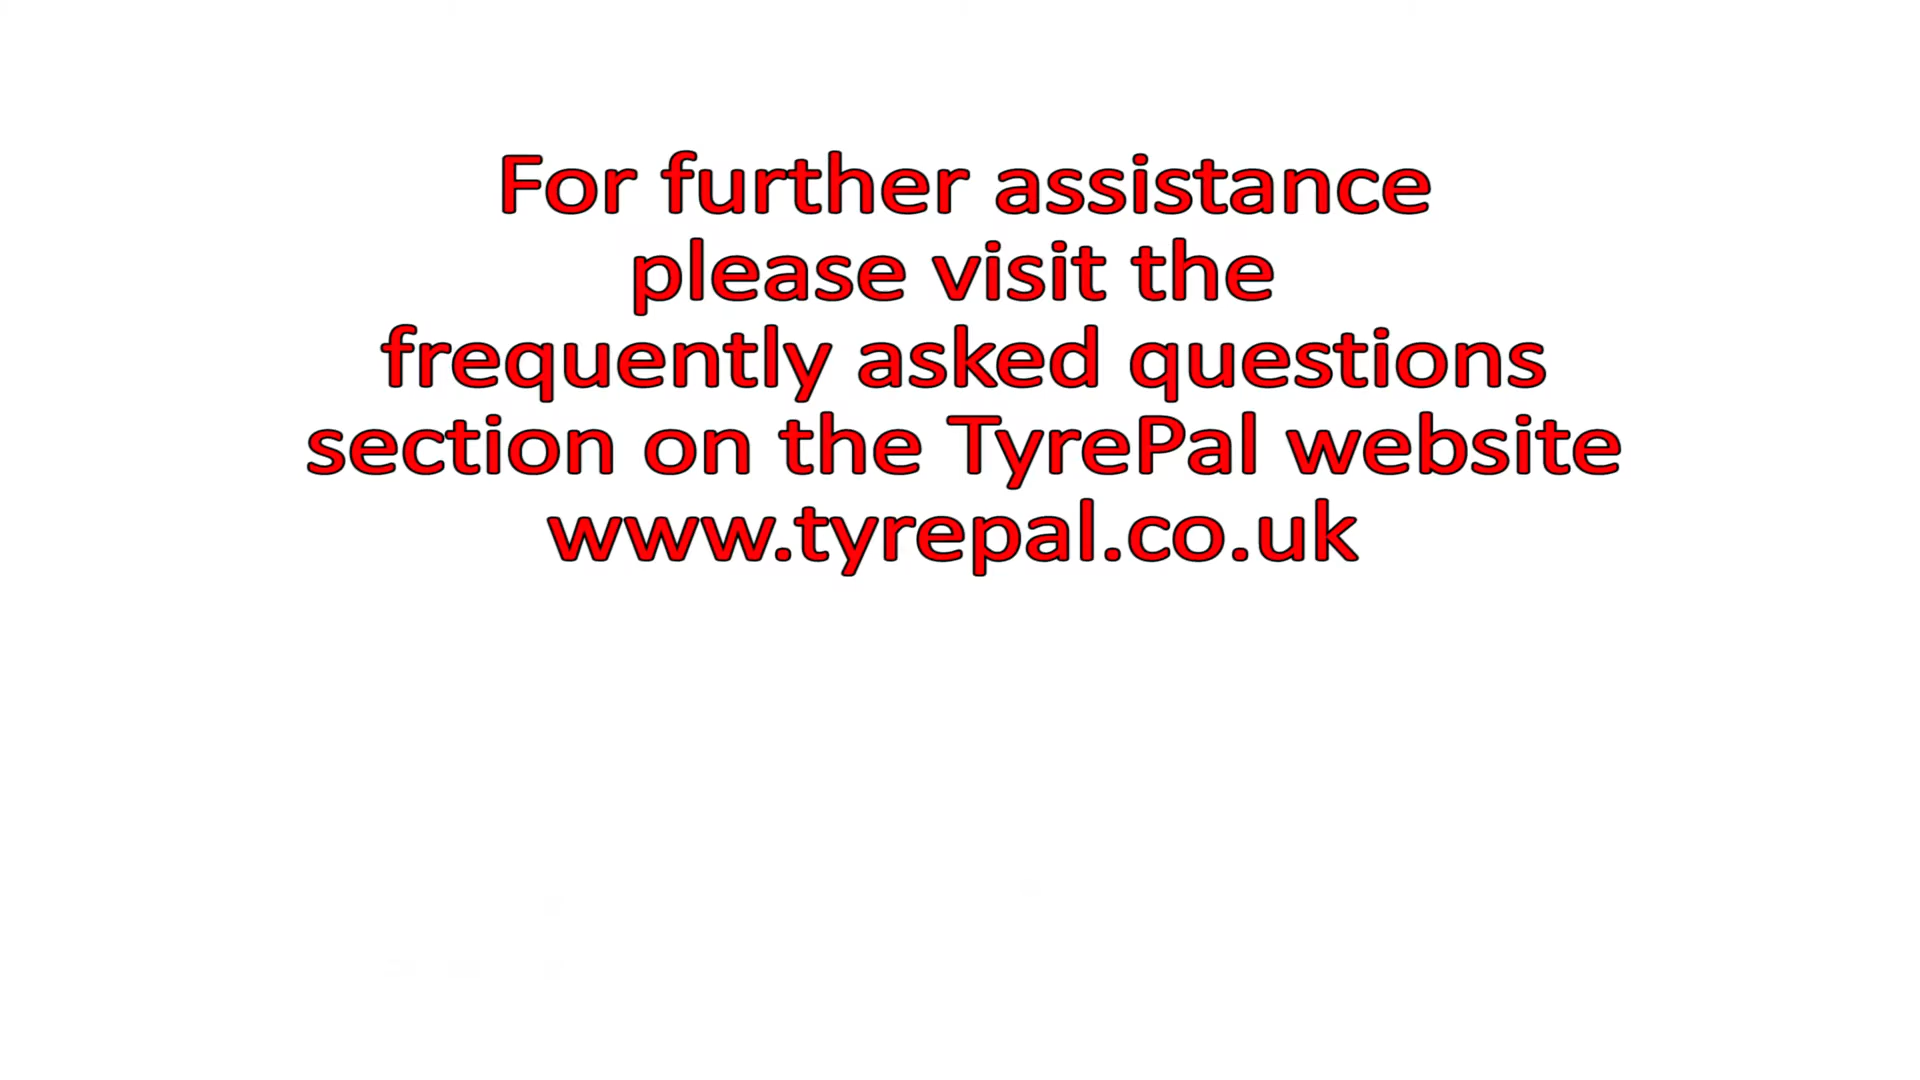 For further assistance
please visit the
frequently asked questions
section on the TyrePal website
www.tyrepal.co.uk